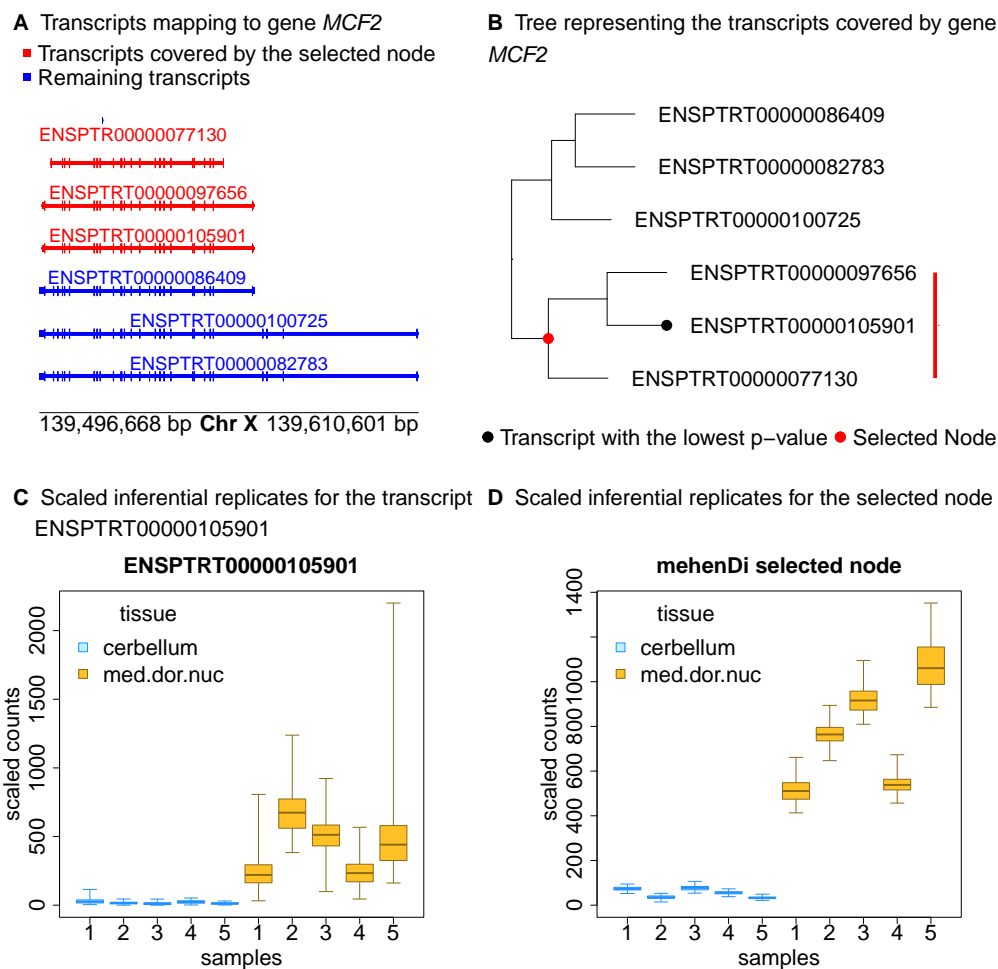 A Transcripts mapping to gene MCF2
Transcripts covered by the selected node
Remaining transcripts
ENSPTR00000077130
ENSPTRT00000097656
ENSPTRT00000105901
ENSPTRT00000086409
ENSPTRT00000100725
ENSPTRT00000082783
139,496,668 bp Chr X 139,610,601 bp
B Tree representing the transcripts covered by gene
MCF2
ENSPTRT00000086409
ENSPTRT00000082783
ENSPTRT00000100725
ENSPTRT00000097656
ENSPTRT00000105901
ENSPTRT00000077130
Transcript with the lowest p−value
Selected Node
C Scaled inferential replicates for the transcript
ENSPTRT00000105901
ENSPTRT00000105901
tissue
cerbellum
med.dor.nuc
scaled counts
0 500 1000 1500 2000
1 2 3 4 5 1 2 3 4 5
samples
D Scaled inferential replicates for the selected node
mehenDi selected node
tissue
cerbellum
med.dor.nuc
scaled counts
0 200 400 600 800 1000 1400
1 2 3 4 5 1 2 3 4 5
samples